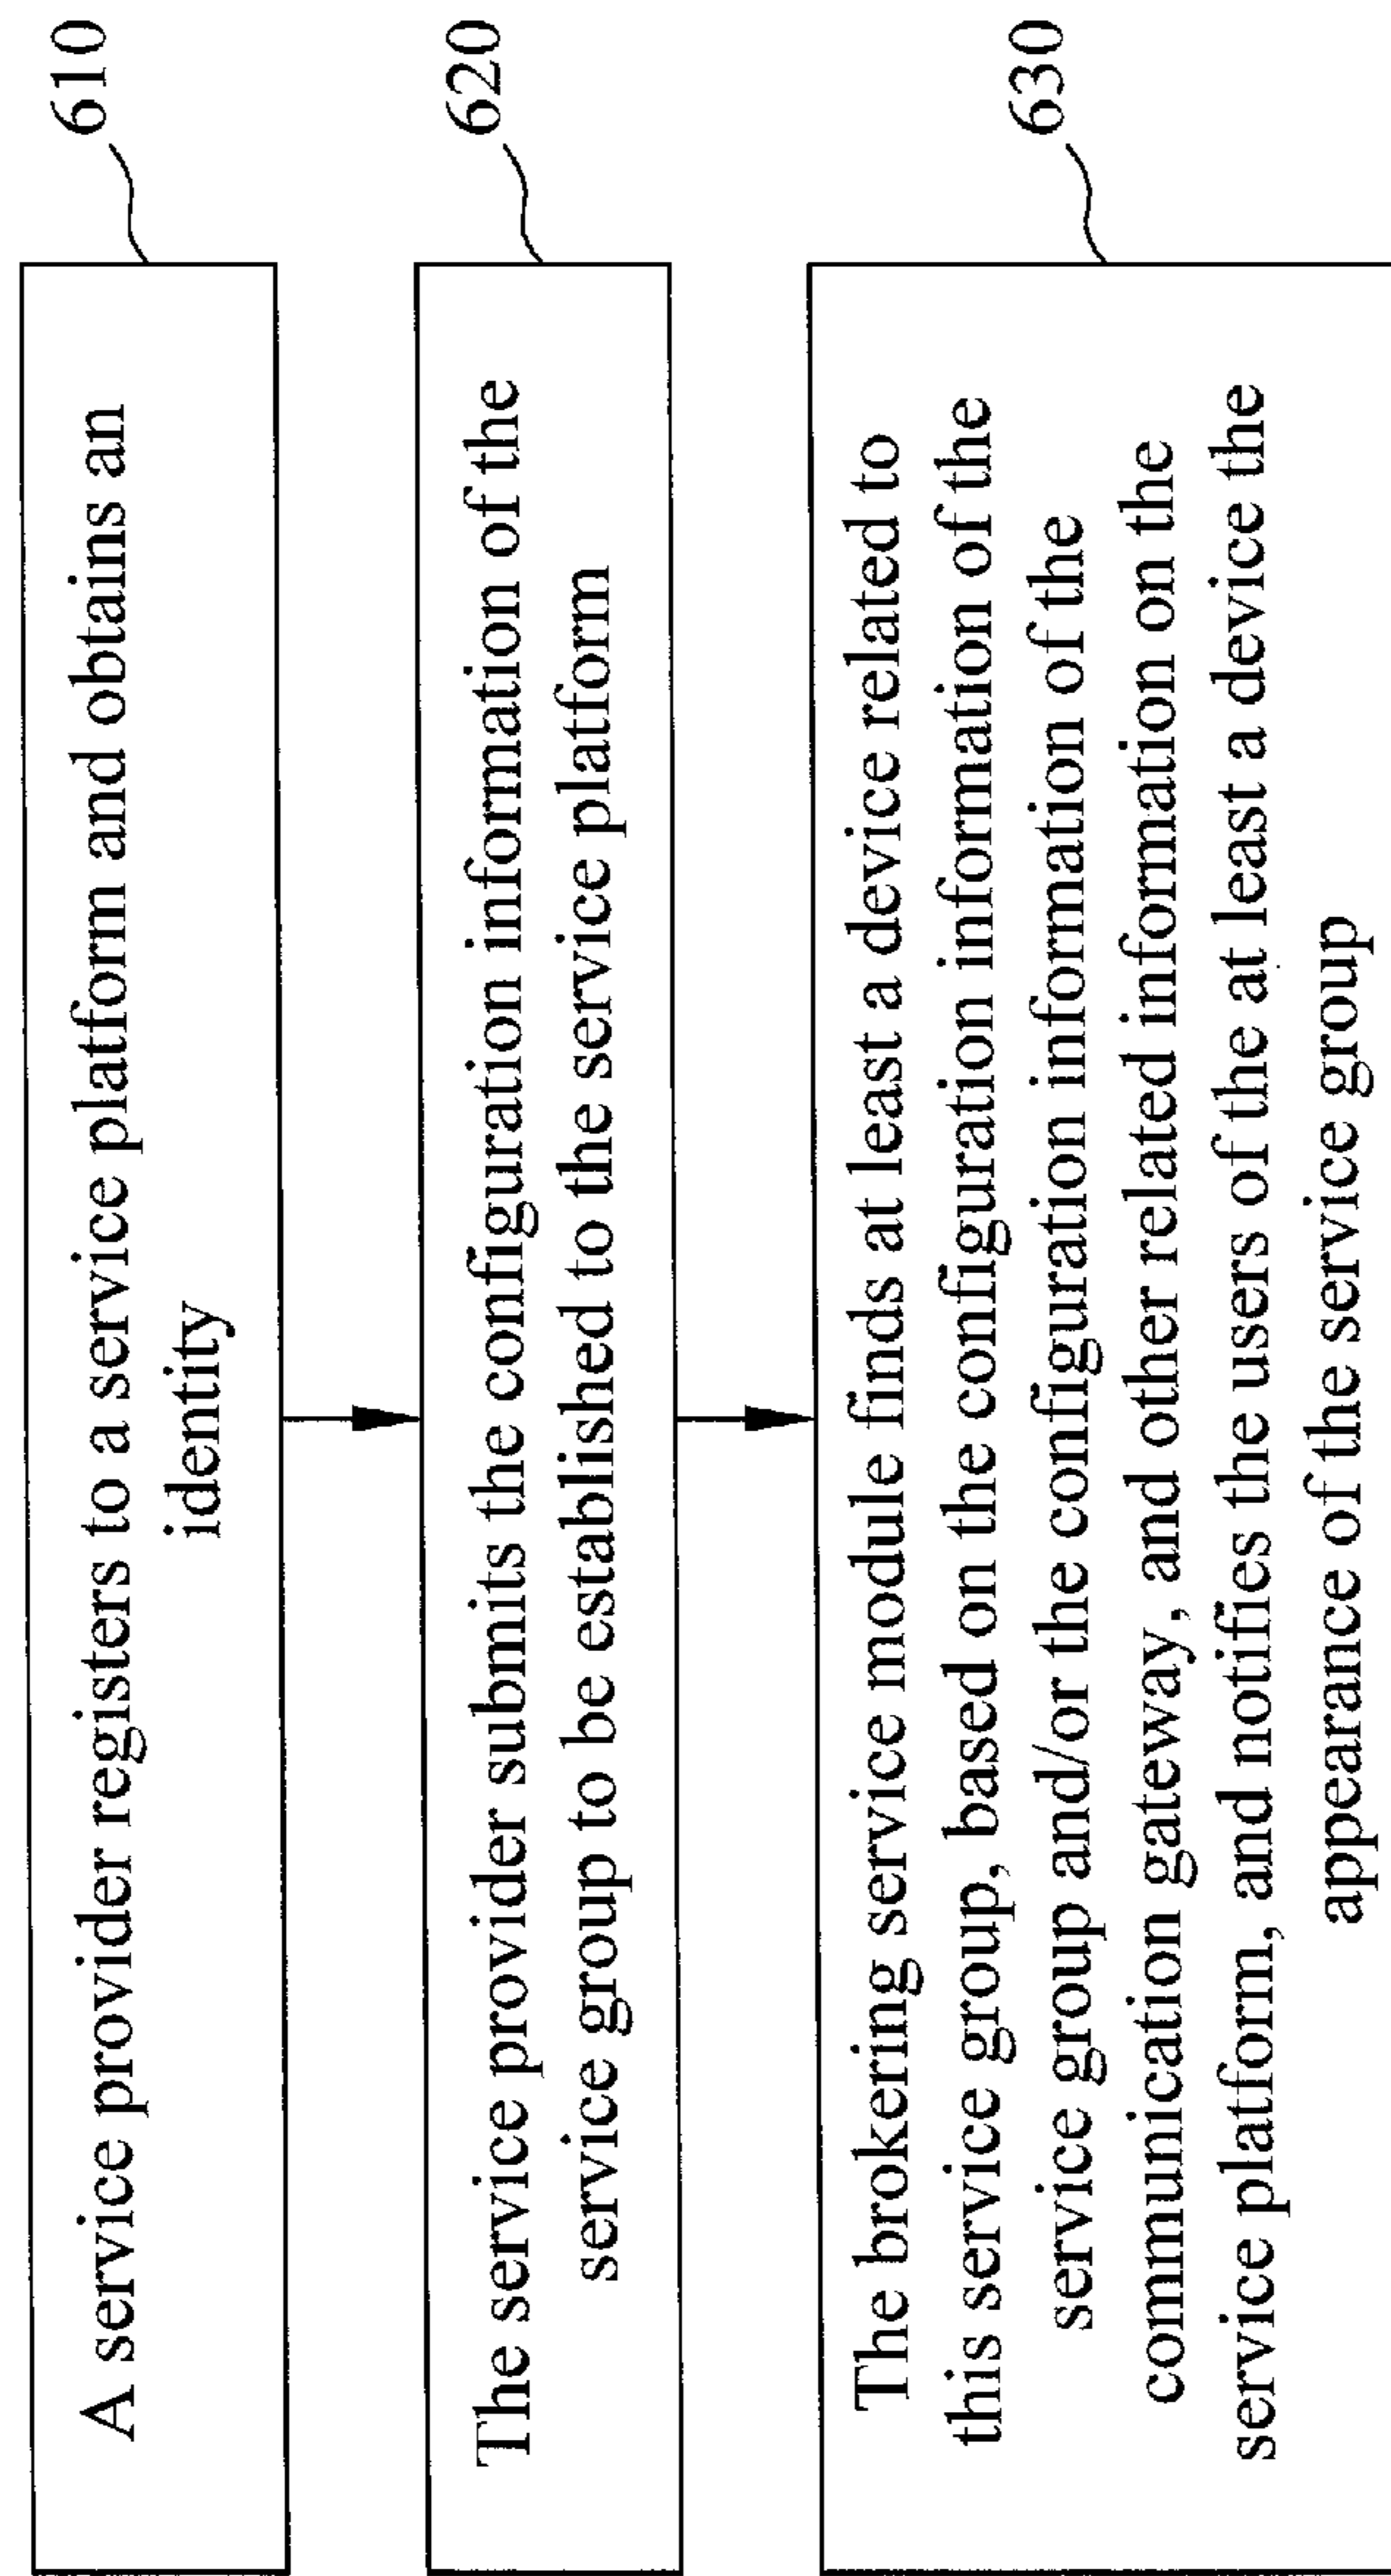 A service provider registers to a service platform and obtains an
identity
610
The service provider submits the configuration information of the
service group to be established to the service platform
620
The brokering service module finds at least a device related to
this service group, based on the configuration information of the
service group and/or the configuration information of the
communication gateway, and other related information on the
service platform, and notifies the users of the at least a device the
appearance of the service group
630